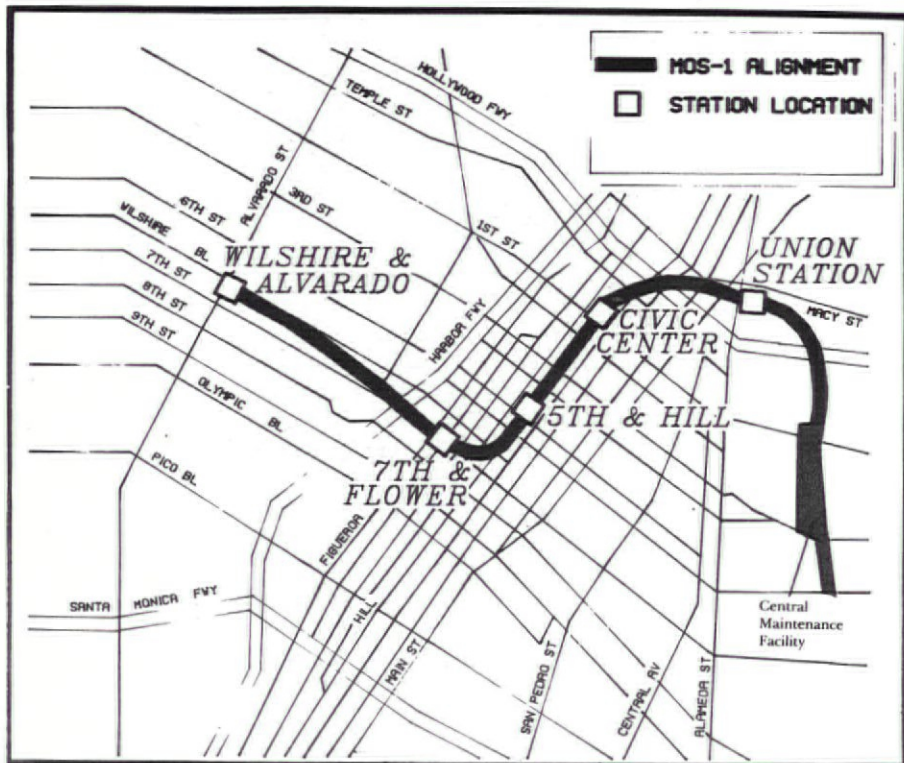 MOS-1 ALIGNMENT
STATION LOCATION
HOLLYWOOD FWY
TEMPLE ST
ALVARADO ST
3RD ST
6TH ST
1ST ST
WILSHIRE BL
7TH ST
8TH ST
9TH ST
WILSHIRE &
ALVARADO
UNION
STATION
HARBOR FWY
MACY ST
CIVIC
CENTER
OLYMPIC BL
5TH & HILL
PICO BL
7TH &
FLOWER
FIGUEROA
SANTA MONICA FWY
HILL
MAIN ST
SAN PEDRO ST
CENTRAL AV
ALAMEDA ST
Central
Maintenance
Facility